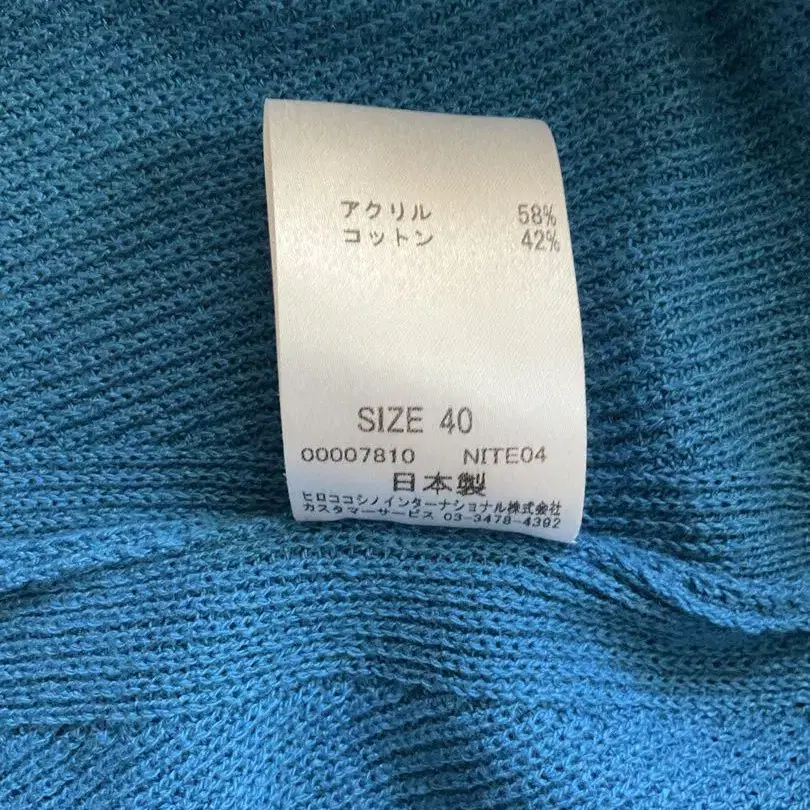 アクリル 58%
コットン 42%
SIZE 40
00007810 NITE04
日本製
ヒロココシノインターナショナル株式会社
カスタマーサービス 03-3478-4392